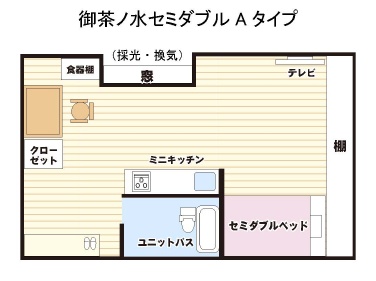 御茶ノ水セミダブル A タイプ
(採光・換気)
食器棚
窓
テレビ
クロー
ゼット
棚
ミニキッチン
ユニットバス
セミダブルベッド